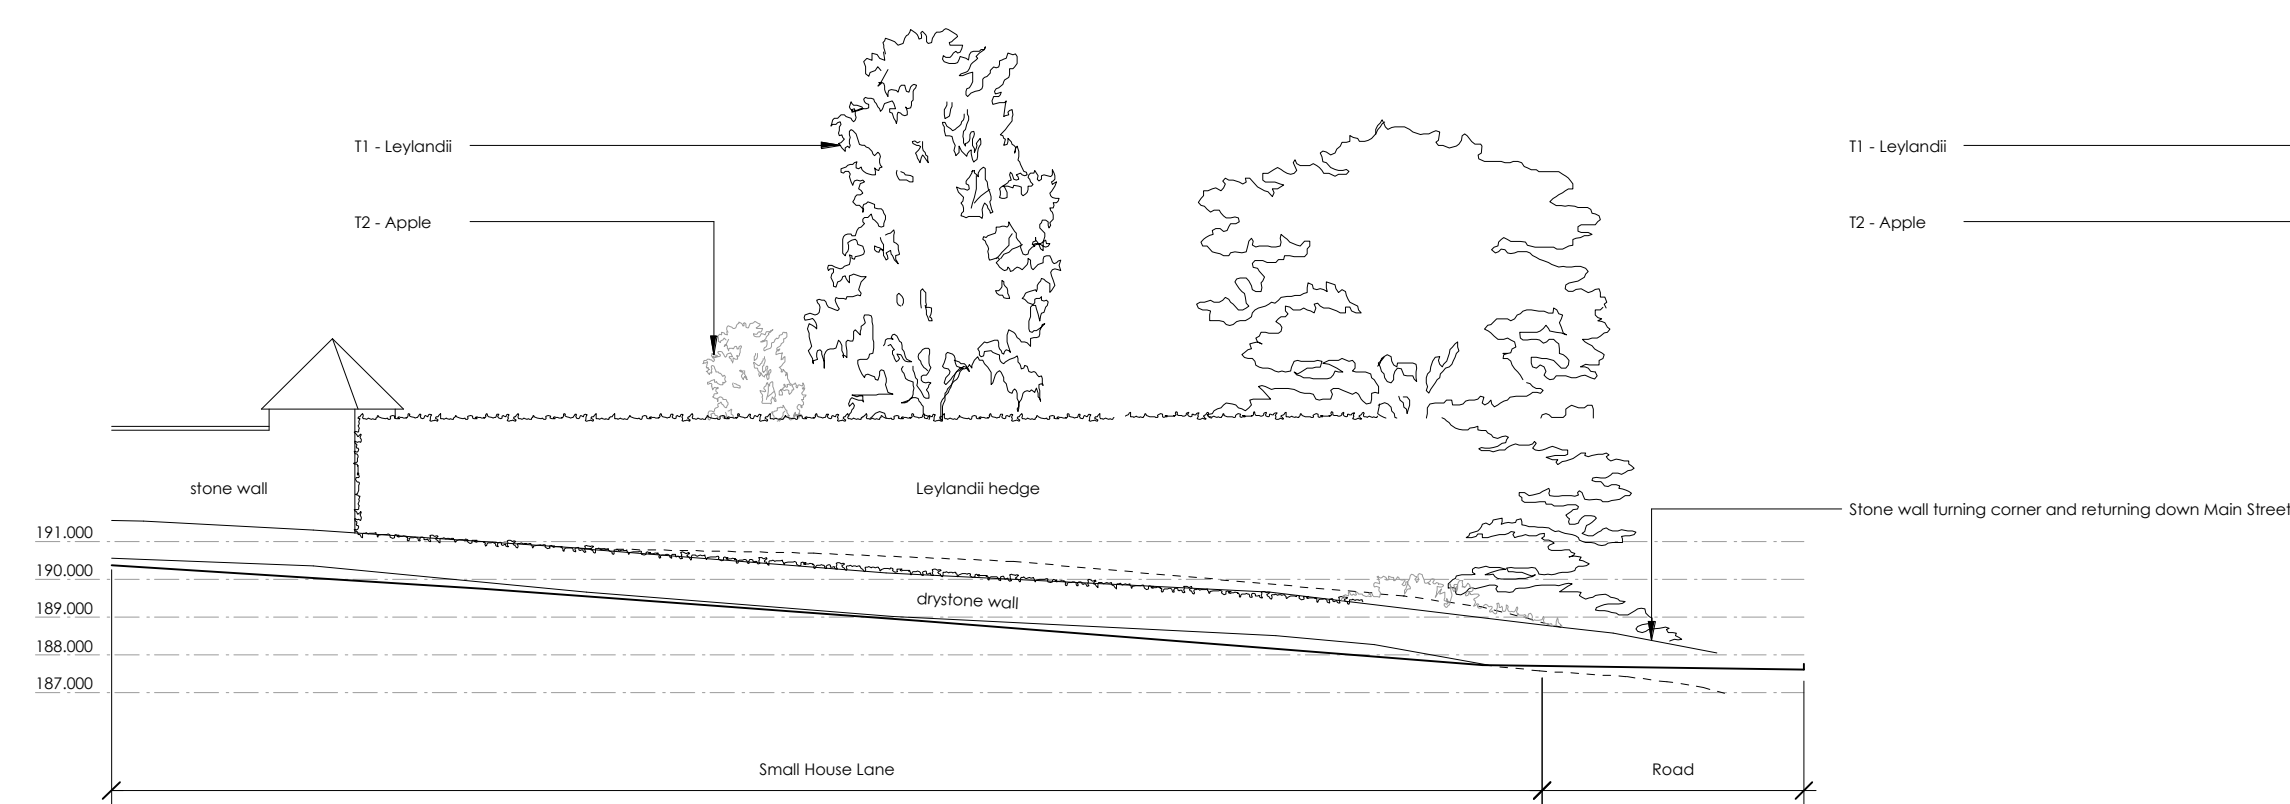 T1 - Leylandii
T1 - Leylandii
T2 - Apple
T2 - Apple
stone wall
Leylandii hedge
Stone wall turning corner and returning down Main Street
191.000
190.000
189.000
drystone wall
188.000
187.000
Small House Lane
Road